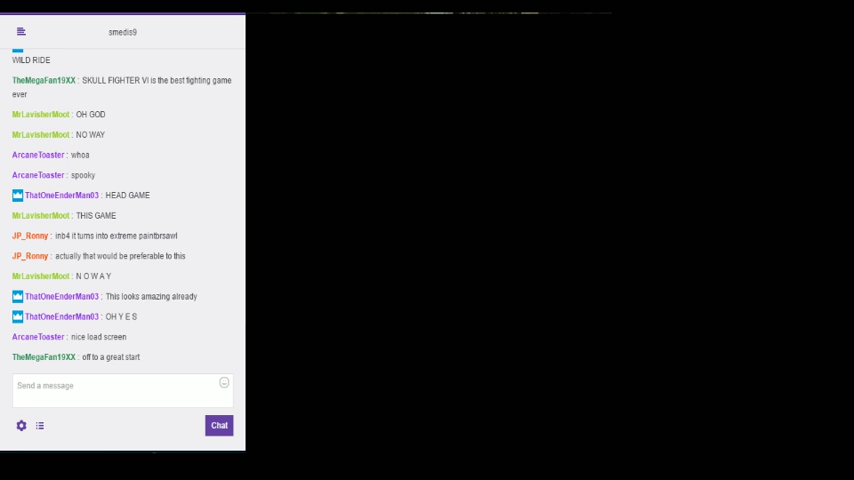 smedis9
WILD RIDE
TheMegaFan19XX : SKULL FIGHTER VI is the best fighting game
ever
MrLavisherMoot : OH GOD
MrLavisherMoot : NO WAY
ArcaneToaster : whoa
ArcaneToaster : spooky
ThatOneEnderMan03 : HEAD GAME
MrLavisherMoot : THIS GAME
JP_Ronny : inb4 it turns into extreme paintbrsawl
JP_Ronny : actually that would be preferable to this
MrLavisherMoot : N O W A Y
ThatOneEnderMan03 : This looks amazing already
ThatOneEnderMan03 : OH Y E S
ArcaneToaster : nice load screen
TheMegaFan19XX : off to a great start
Send a message
Chat